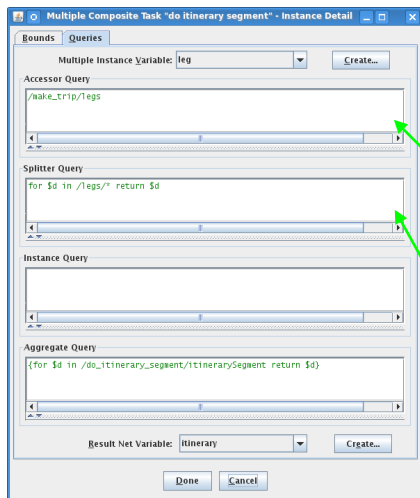 Multiple Composite Task "do itinerary segment" - Instance Detail
Bounds Queries
Multiple Instance Variable: leg Create...
Accessor Query
/make_trip/legs
Splitter Query
for $d in /legs/* return $d
Instance Query
Aggregate Query
{for $d in /do_itinerary_segment/itinerarySegment return $d}
Result Net Variable: itinerary Create...
Done Cancel